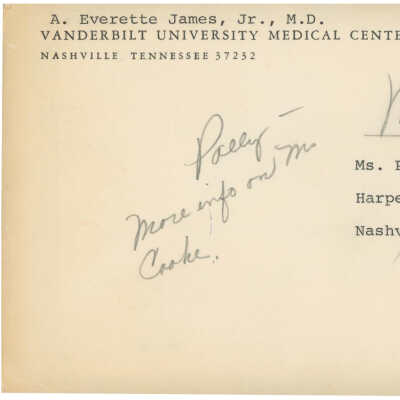 A. Everette James, Jr., M.D.
VANDERBILT UNIVERSITY MEDICAL CENTE
NASHVILLE, TENNESSEE 37232
Polly —
More info on Mr
Cooke.
Ms. P
Harpe
Nashv